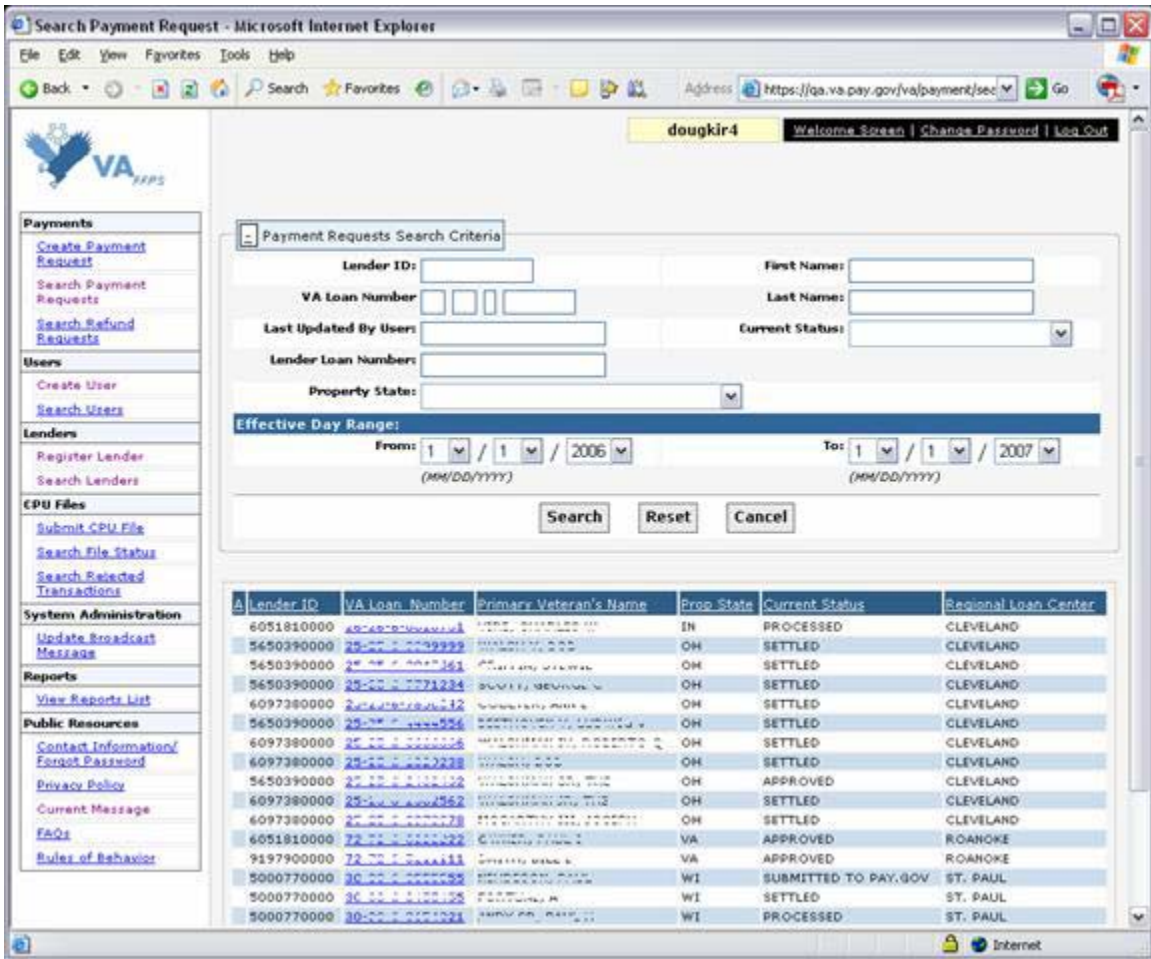 Search Payment Request - Microsoft Internet Explorer
File Edit View Favorites Tools Help
Back Search Favorites Address https://qa.va.pay.gov/va/payment/sec Go
dougkir4 Welcome Screen | Change Password | Log Out
VA FFPS
Payments
Create Payment
Request
Search Payment
Requests
Search Refund
Requests
Users
Create User
Search Users
Lenders
Register Lender
Search Lenders
CPU Files
Submit CPU File
Search File Status
Search Rejected
Transactions
System Administration
Update Broadcast
Message
Reports
View Reports List
Public Resources
Contact Information/
Forgot Password
Privacy Policy
Current Message
FAQs
Rules of Behavior
- Payment Requests Search Criteria
Lender ID: First Name:
VA Loan Number Last Name:
Last Updated By User: Current Status:
Lender Loan Number:
Property State:
Effective Day Range:
From: 1 / 1 / 2006 To: 1 / 1 / 2007
(MM/DD/YYYY) (MM/DD/YYYY)
Search Reset Cancel
A Lender ID VA Loan Number Primary Veteran's Name Prop State Current Status Regional Loan Center
6051810000 IN PROCESSED CLEVELAND
5650390000 OH SETTLED CLEVELAND
5650390000 OH SETTLED CLEVELAND
5650390000 OH SETTLED CLEVELAND
6097380000 OH SETTLED CLEVELAND
5650390000 OH SETTLED CLEVELAND
6097380000 OH SETTLED CLEVELAND
6097380000 OH SETTLED CLEVELAND
5650390000 OH APPROVED CLEVELAND
6097380000 OH SETTLED CLEVELAND
6097380000 OH SETTLED CLEVELAND
6051810000 VA APPROVED ROANOKE
9197900000 VA APPROVED ROANOKE
5000770000 WI SUBMITTED TO PAY.GOV ST. PAUL
5000770000 WI SETTLED ST. PAUL
5000770000 WI PROCESSED ST. PAUL
Internet